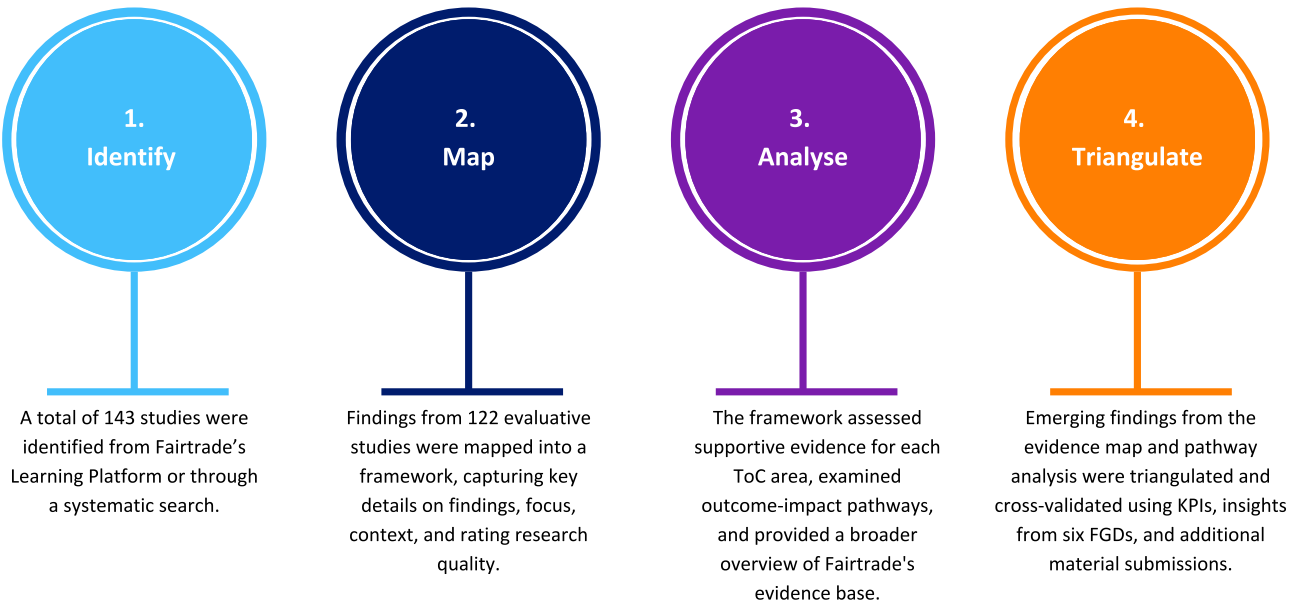 1.
Identify
A total of 143 studies were
identified from Fairtrade’s
Learning Platform or through
a systematic search.
2.
Map
Findings from 122 evaluative
studies were mapped into a
framework, capturing key
details on findings, focus,
context, and rating research
quality.
3.
Analyse
The framework assessed
supportive evidence for each
ToC area, examined
outcome-impact pathways,
and provided a broader
overview of Fairtrade's
evidence base.
4.
Triangulate
Emerging findings from the
evidence map and pathway
analysis were triangulated and
cross-validated using KPIs, insights
from six FGDs, and additional
material submissions.